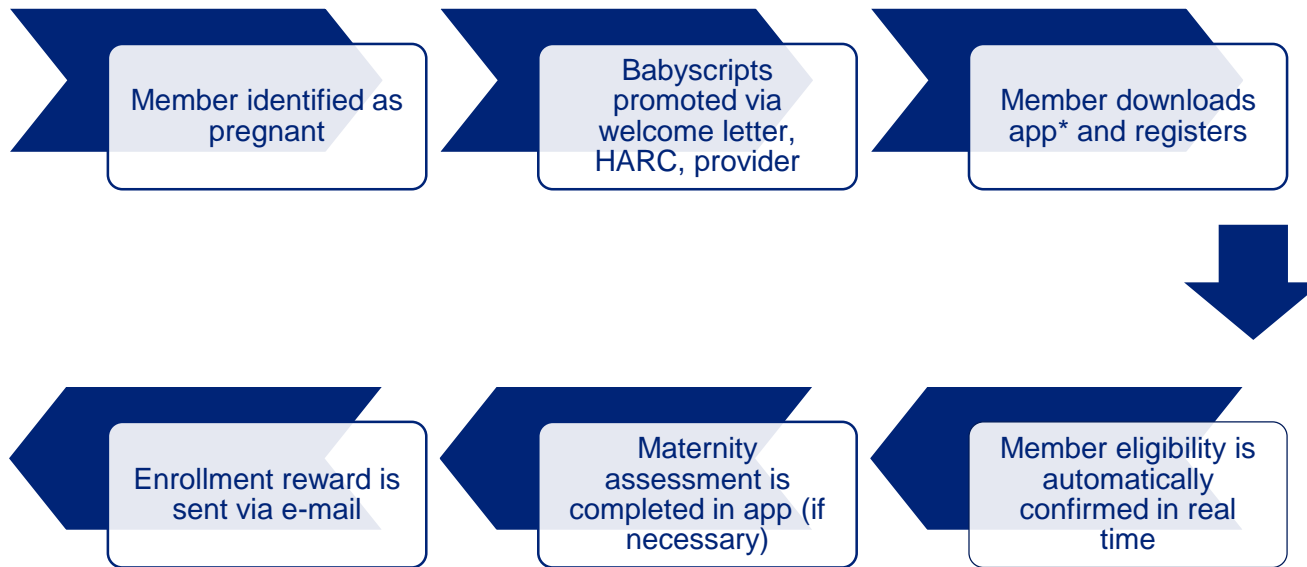 Member identified as
pregnant
Babyscripts
promoted via
welcome letter,
HARC, provider
Member downloads
app* and registers
Member eligibility is
automatically
confirmed in real
time
Maternity
assessment is
completed in app (if
necessary)
Enrollment reward is
sent via e-mail